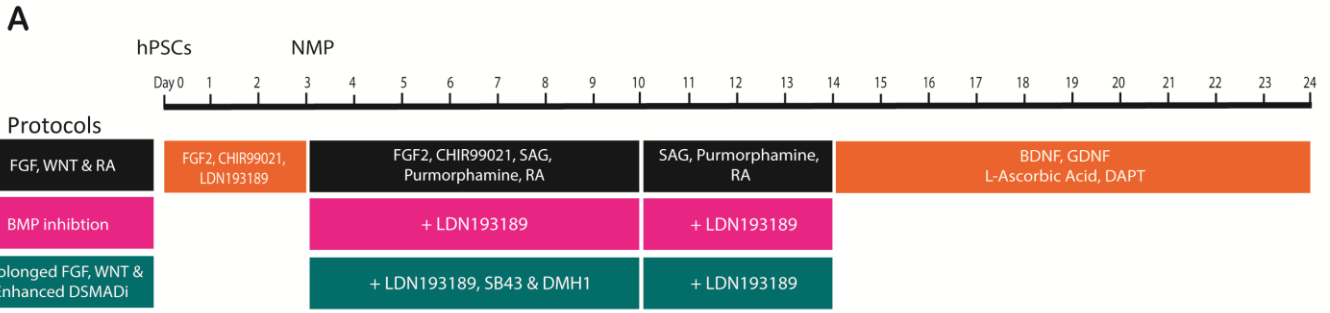 A
hPSCs NMP
Day 0 1 2 3 4 5 6 7 8 9 10 11 12 13 14 15 16 17 18 19 20 21 22 23 24
Protocols
FGF, WNT & RA
FGF2, CHIR99021,
LDN193189
FGF2, CHIR99021, SAG,
Purmorphamine, RA
SAG, Purmorphamine,
RA
BDNF, GDNF
L-Ascorbic Acid, DAPT
BMP inhibtion
+ LDN193189
+ LDN193189
olonged FGF, WNT &
Enhanced DSMADi
+ LDN193189, SB43 & DMH1
+ LDN193189